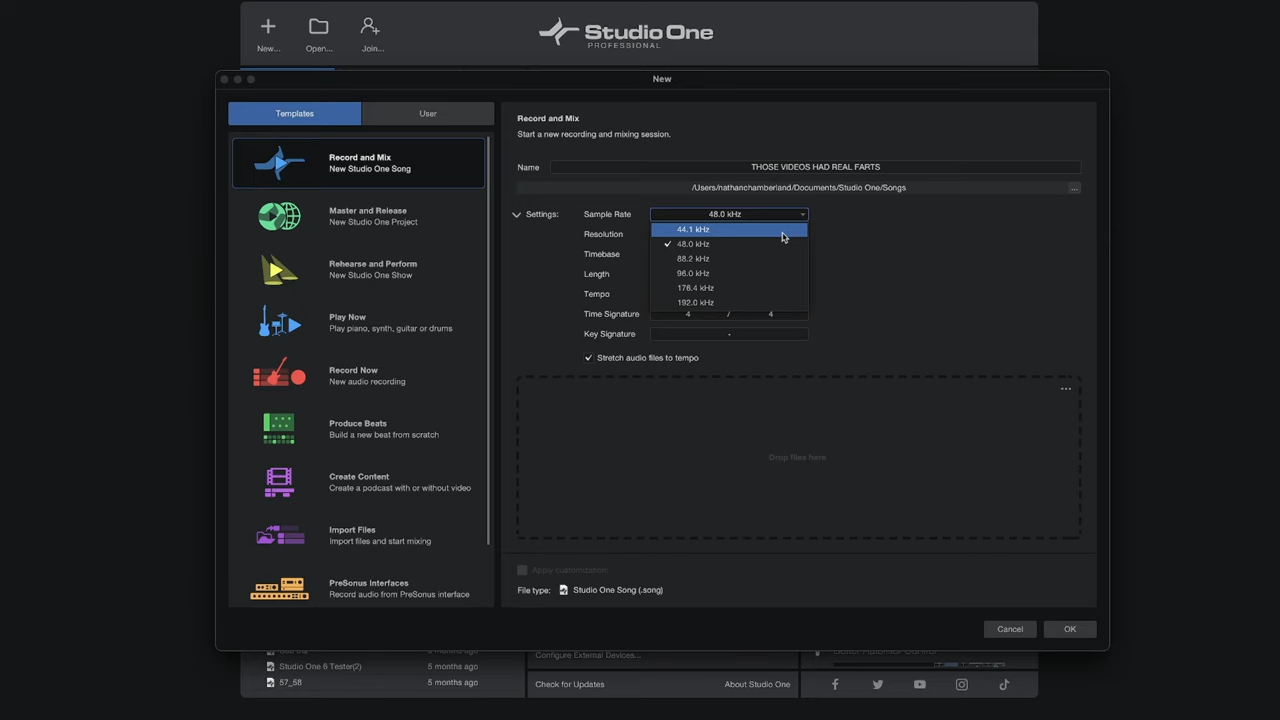 Studio One
PROFESSIONAL
New...
Open...
Join...
New
Templates
User
Record and Mix
New Studio One Song
Master and Release
New Studio One Project
Rehearse and Perform
New Studio One Show
Play Now
Play piano, synth, guitar or drums
Record Now
New audio recording
Produce Beats
Build a new beat from scratch
Create Content
Create a podcast with or without video
Import Files
Import files and start mixing
PreSonus Interfaces
Record audio from PreSonus interface
Record and Mix
Start a new recording and mixing session.
Name
THOSE VIDEOS HAD REAL FARTS
/Users/nathanchamberland/Documents/Studio One/Songs
...
Settings:
Sample Rate
48.0 kHz
44.1 kHz
48.0 kHz
88.2 kHz
96.0 kHz
176.4 kHz
192.0 kHz
Resolution
Timebase
Length
Tempo
Time Signature
4 / 4
Key Signature
-
Stretch audio files to tempo
Drop files here
Apply customization
File type:
Studio One Song (.song)
Cancel
OK
Studio One 6 Tester(2)
5 months ago
57_58
5 months ago
Configure External Devices...
Check for Updates
About Studio One